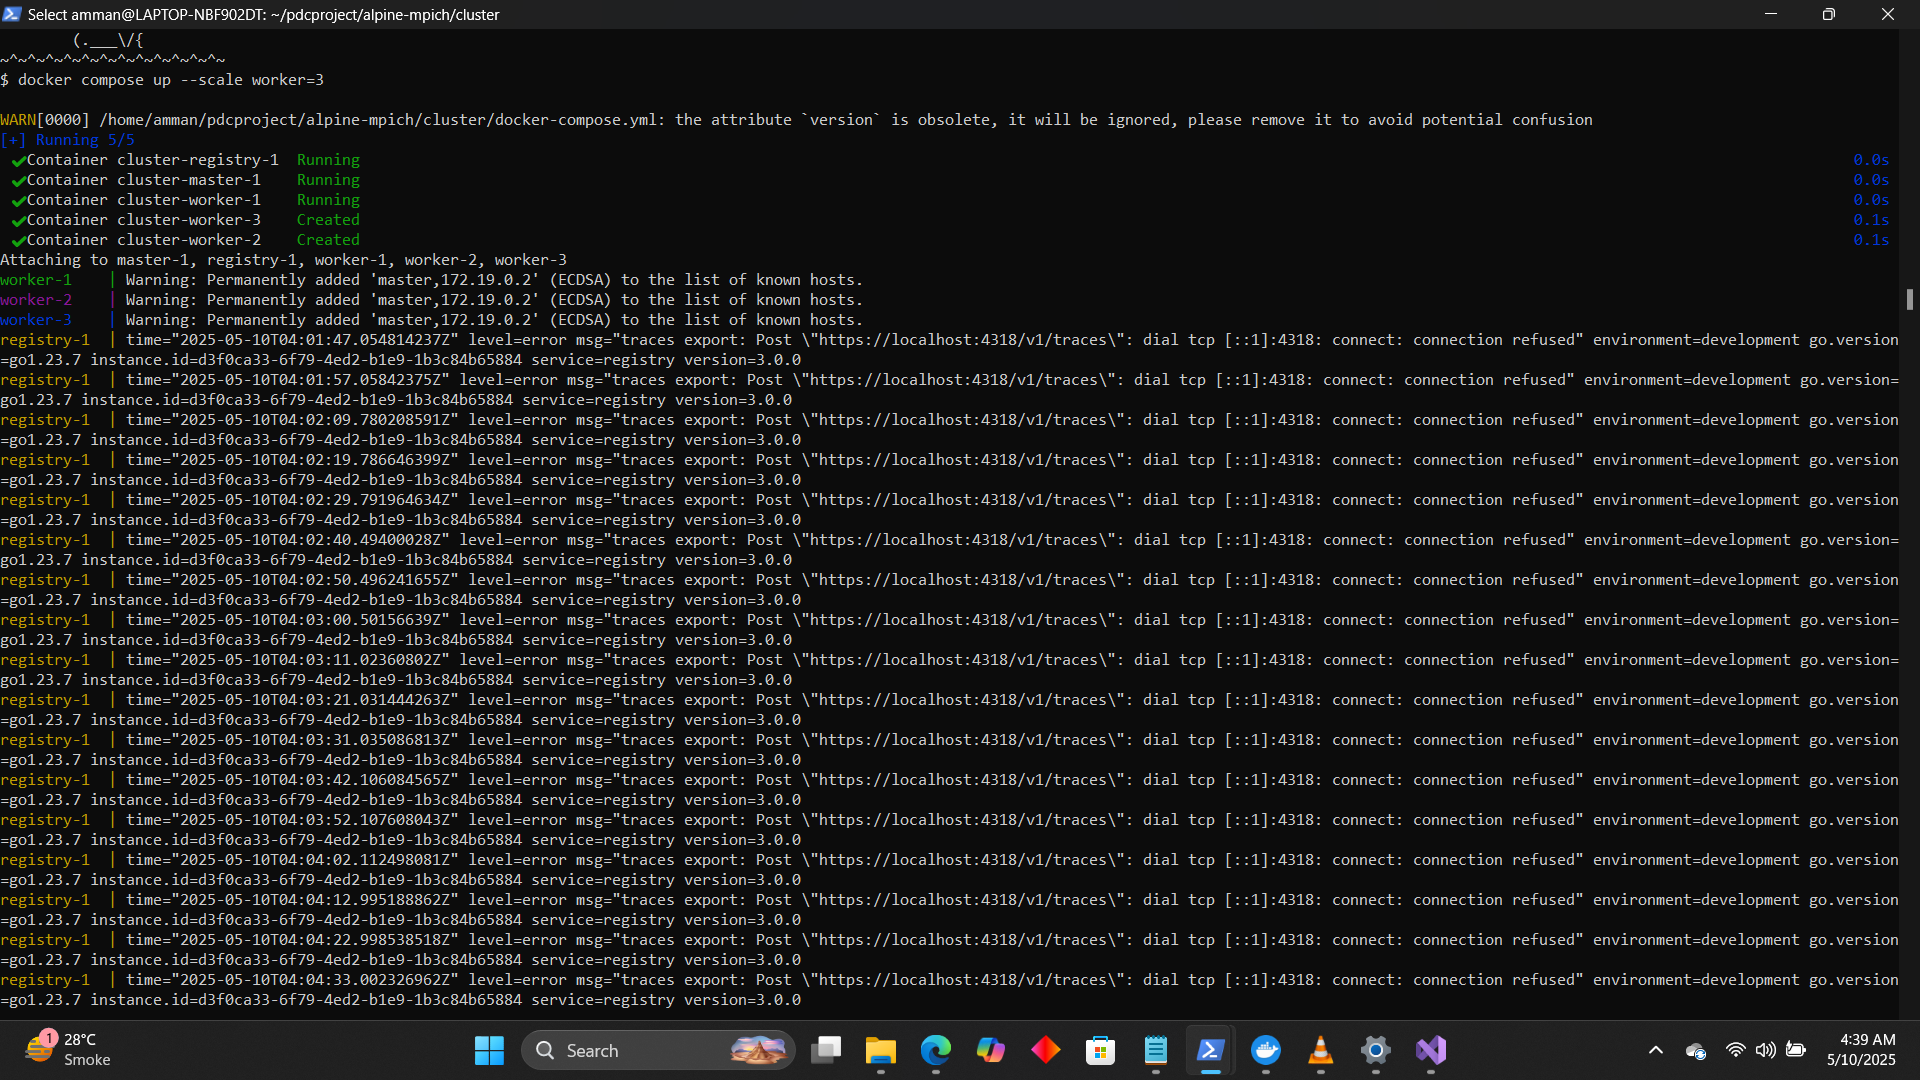 Select amman@LAPTOP-NBF902DT: ~/pdcproject/alpine-mpich/cluster
(.___\/{
~^~^~^~^~^~^~^~^~^~^~^~^~
$ docker compose up --scale worker=3
WARN[0000] /home/amman/pdcproject/alpine-mpich/cluster/docker-compose.yml: the attribute `version` is obsolete, it will be ignored, please remove it to avoid potential confusion
[+] Running 5/5
✔Container cluster-registry-1  Running 0.0s
✔Container cluster-master-1    Running 0.0s
✔Container cluster-worker-1    Running 0.0s
✔Container cluster-worker-3    Created 0.1s
✔Container cluster-worker-2    Created 0.1s
Attaching to master-1, registry-1, worker-1, worker-2, worker-3
worker-1    | Warning: Permanently added 'master,172.19.0.2' (ECDSA) to the list of known hosts.
worker-2    | Warning: Permanently added 'master,172.19.0.2' (ECDSA) to the list of known hosts.
worker-3    | Warning: Permanently added 'master,172.19.0.2' (ECDSA) to the list of known hosts.
registry-1  | time="2025-05-10T04:01:47.054814237Z" level=error msg="traces export: Post \"https://localhost:4318/v1/traces\": dial tcp [::1]:4318: connect: connection refused" environment=development go.version
=go1.23.7 instance.id=d3f0ca33-6f79-4ed2-b1e9-1b3c84b65884 service=registry version=3.0.0
registry-1  | time="2025-05-10T04:01:57.05842375Z" level=error msg="traces export: Post \"https://localhost:4318/v1/traces\": dial tcp [::1]:4318: connect: connection refused" environment=development go.version=
go1.23.7 instance.id=d3f0ca33-6f79-4ed2-b1e9-1b3c84b65884 service=registry version=3.0.0
registry-1  | time="2025-05-10T04:02:09.780208591Z" level=error msg="traces export: Post \"https://localhost:4318/v1/traces\": dial tcp [::1]:4318: connect: connection refused" environment=development go.version
=go1.23.7 instance.id=d3f0ca33-6f79-4ed2-b1e9-1b3c84b65884 service=registry version=3.0.0
registry-1  | time="2025-05-10T04:02:19.786646399Z" level=error msg="traces export: Post \"https://localhost:4318/v1/traces\": dial tcp [::1]:4318: connect: connection refused" environment=development go.version
=go1.23.7 instance.id=d3f0ca33-6f79-4ed2-b1e9-1b3c84b65884 service=registry version=3.0.0
registry-1  | time="2025-05-10T04:02:29.791964634Z" level=error msg="traces export: Post \"https://localhost:4318/v1/traces\": dial tcp [::1]:4318: connect: connection refused" environment=development go.version
=go1.23.7 instance.id=d3f0ca33-6f79-4ed2-b1e9-1b3c84b65884 service=registry version=3.0.0
registry-1  | time="2025-05-10T04:02:40.49400028Z" level=error msg="traces export: Post \"https://localhost:4318/v1/traces\": dial tcp [::1]:4318: connect: connection refused" environment=development go.version=
go1.23.7 instance.id=d3f0ca33-6f79-4ed2-b1e9-1b3c84b65884 service=registry version=3.0.0
registry-1  | time="2025-05-10T04:02:50.496241655Z" level=error msg="traces export: Post \"https://localhost:4318/v1/traces\": dial tcp [::1]:4318: connect: connection refused" environment=development go.version
=go1.23.7 instance.id=d3f0ca33-6f79-4ed2-b1e9-1b3c84b65884 service=registry version=3.0.0
registry-1  | time="2025-05-10T04:03:00.50156639Z" level=error msg="traces export: Post \"https://localhost:4318/v1/traces\": dial tcp [::1]:4318: connect: connection refused" environment=development go.version=
go1.23.7 instance.id=d3f0ca33-6f79-4ed2-b1e9-1b3c84b65884 service=registry version=3.0.0
registry-1  | time="2025-05-10T04:03:11.02360802Z" level=error msg="traces export: Post \"https://localhost:4318/v1/traces\": dial tcp [::1]:4318: connect: connection refused" environment=development go.version=
go1.23.7 instance.id=d3f0ca33-6f79-4ed2-b1e9-1b3c84b65884 service=registry version=3.0.0
registry-1  | time="2025-05-10T04:03:21.031444263Z" level=error msg="traces export: Post \"https://localhost:4318/v1/traces\": dial tcp [::1]:4318: connect: connection refused" environment=development go.version
=go1.23.7 instance.id=d3f0ca33-6f79-4ed2-b1e9-1b3c84b65884 service=registry version=3.0.0
registry-1  | time="2025-05-10T04:03:31.035086813Z" level=error msg="traces export: Post \"https://localhost:4318/v1/traces\": dial tcp [::1]:4318: connect: connection refused" environment=development go.version
=go1.23.7 instance.id=d3f0ca33-6f79-4ed2-b1e9-1b3c84b65884 service=registry version=3.0.0
registry-1  | time="2025-05-10T04:03:42.106084565Z" level=error msg="traces export: Post \"https://localhost:4318/v1/traces\": dial tcp [::1]:4318: connect: connection refused" environment=development go.version
=go1.23.7 instance.id=d3f0ca33-6f79-4ed2-b1e9-1b3c84b65884 service=registry version=3.0.0
registry-1  | time="2025-05-10T04:03:52.107608043Z" level=error msg="traces export: Post \"https://localhost:4318/v1/traces\": dial tcp [::1]:4318: connect: connection refused" environment=development go.version
=go1.23.7 instance.id=d3f0ca33-6f79-4ed2-b1e9-1b3c84b65884 service=registry version=3.0.0
registry-1  | time="2025-05-10T04:04:02.112498081Z" level=error msg="traces export: Post \"https://localhost:4318/v1/traces\": dial tcp [::1]:4318: connect: connection refused" environment=development go.version
=go1.23.7 instance.id=d3f0ca33-6f79-4ed2-b1e9-1b3c84b65884 service=registry version=3.0.0
registry-1  | time="2025-05-10T04:04:12.995188862Z" level=error msg="traces export: Post \"https://localhost:4318/v1/traces\": dial tcp [::1]:4318: connect: connection refused" environment=development go.version
=go1.23.7 instance.id=d3f0ca33-6f79-4ed2-b1e9-1b3c84b65884 service=registry version=3.0.0
registry-1  | time="2025-05-10T04:04:22.998538518Z" level=error msg="traces export: Post \"https://localhost:4318/v1/traces\": dial tcp [::1]:4318: connect: connection refused" environment=development go.version
=go1.23.7 instance.id=d3f0ca33-6f79-4ed2-b1e9-1b3c84b65884 service=registry version=3.0.0
registry-1  | time="2025-05-10T04:04:33.002326962Z" level=error msg="traces export: Post \"https://localhost:4318/v1/traces\": dial tcp [::1]:4318: connect: connection refused" environment=development go.version
=go1.23.7 instance.id=d3f0ca33-6f79-4ed2-b1e9-1b3c84b65884 service=registry version=3.0.0
1
28°C
Smoke
Search
4:39 AM
5/10/2025